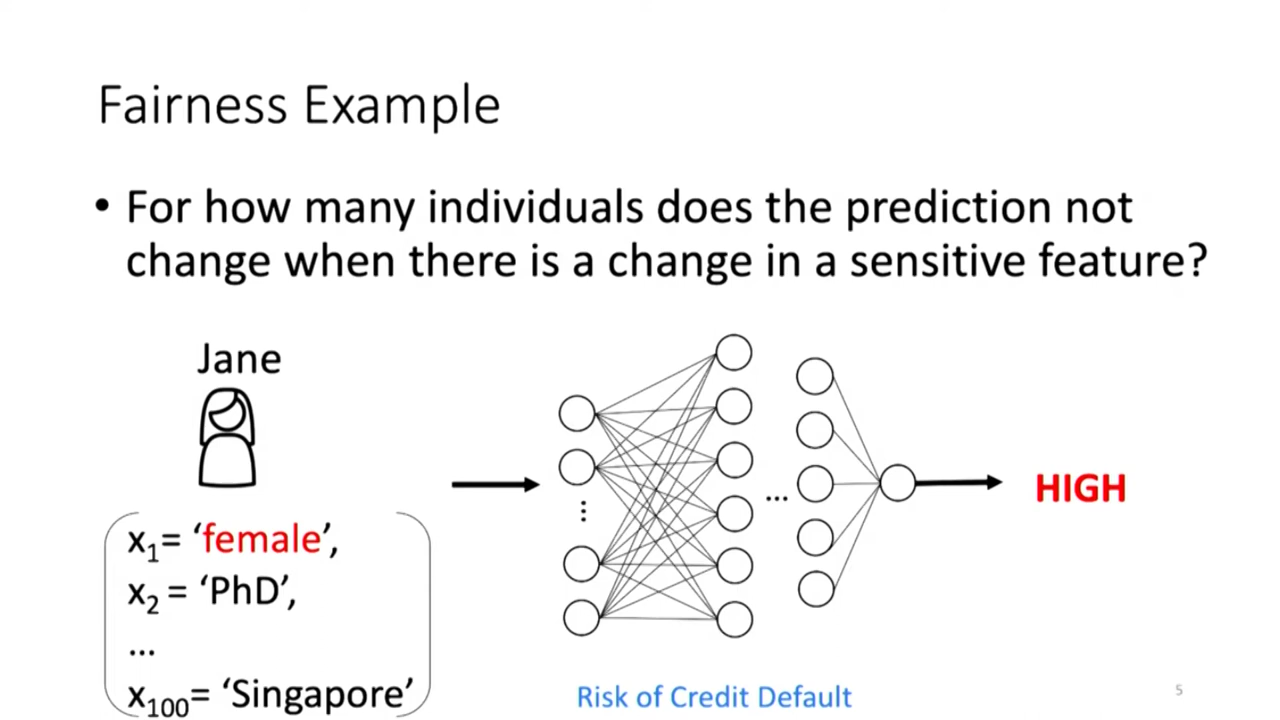 Fairness Example
• For how many individuals does the prediction not
change when there is a change in a sensitive feature?
Jane
x₁= ‘female’,
x₂ = ‘PhD’,
...
x₁₀₀= ‘Singapore’
...
HIGH
Risk of Credit Default
5